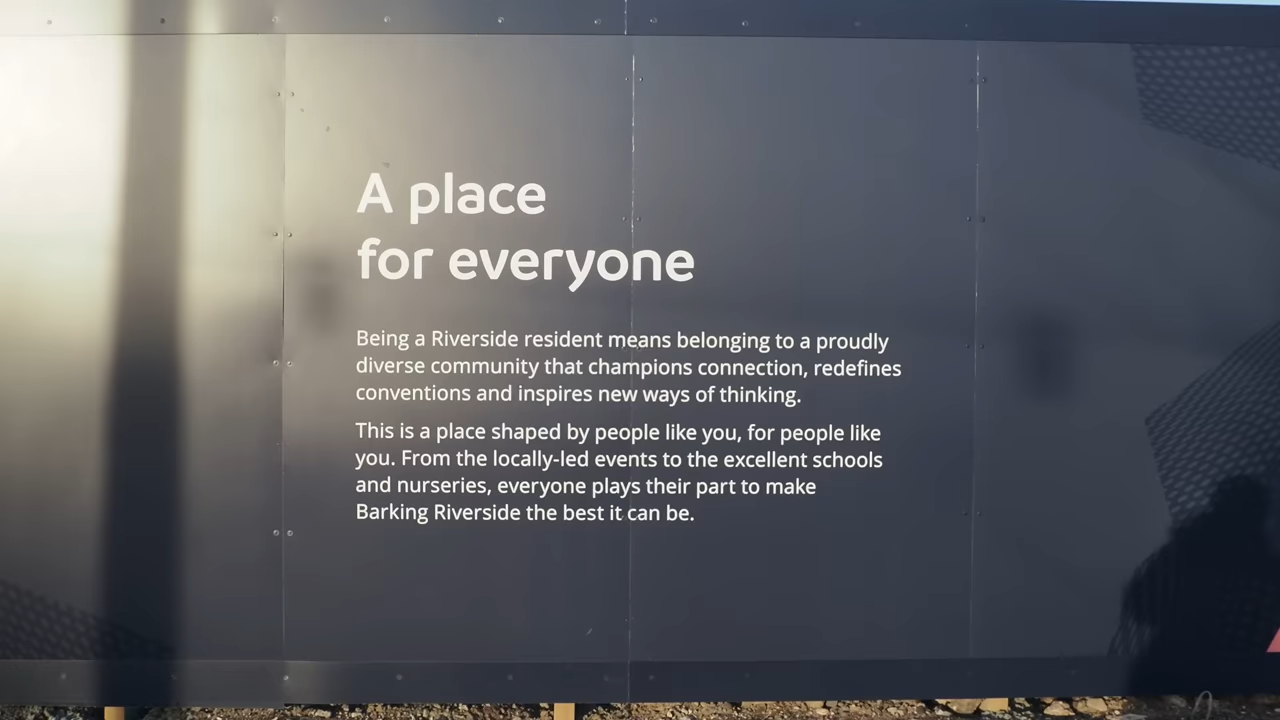 A place
for everyone
Being a Riverside resident means belonging to a proudly
diverse community that champions connection, redefines
conventions and inspires new ways of thinking.
This is a place shaped by people like you, for people like
you. From the locally-led events to the excellent schools
and nurseries, everyone plays their part to make
Barking Riverside the best it can be.